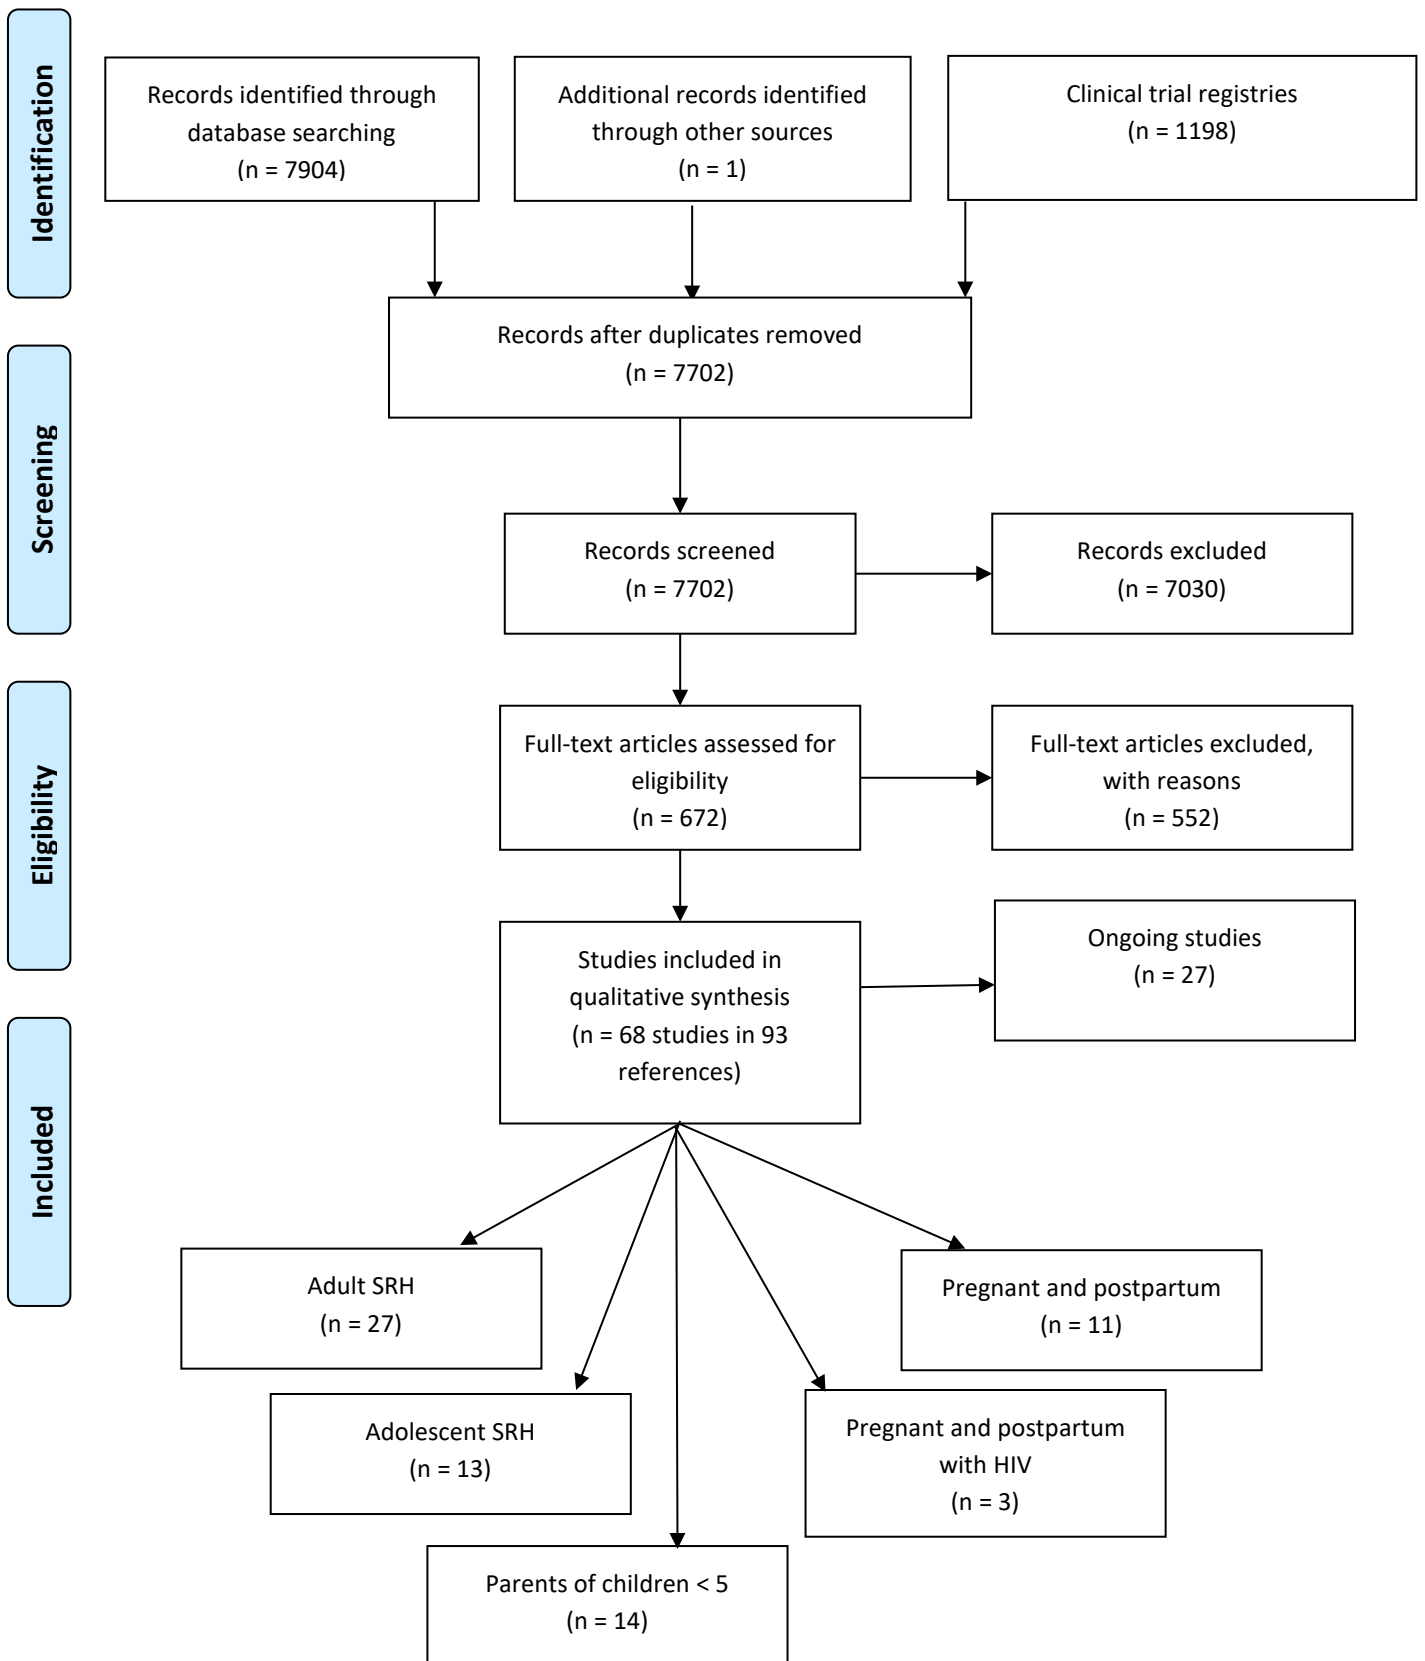 Identification
Records identified through
database searching
(n = 7904)
Additional records identified
through other sources
(n = 1)
Clinical trial registries
(n = 1198)
Records after duplicates removed
(n = 7702)
Screening
Records screened
(n = 7702)
Records excluded
(n = 7030)
Eligibility
Full-text articles assessed for
eligibility
(n = 672)
Full-text articles excluded,
with reasons
(n = 552)
Studies included in
qualitative synthesis
(n = 68 studies in 93
references)
Ongoing studies
(n = 27)
Included
Adult SRH
(n = 27)
Pregnant and postpartum
(n = 11)
Adolescent SRH
(n = 13)
Pregnant and postpartum
with HIV
(n = 3)
Parents of children < 5
(n = 14)